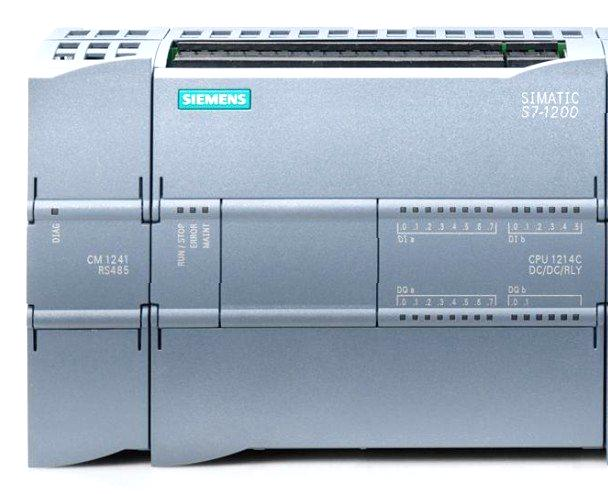 SIEMENS
SIMATIC
S7-1200
DIAG
RUN / STOP
ERROR
MAINT
.0 .1 .2 .3 .4 .5 .6 .7
DI a
.0 .1 .2 .3 .4 .5
DI b
CM 1241
RS485
CPU 1214C
DC/DC/RLY
DQ a
.0 .1 .2 .3 .4 .5 .6 .7
DQ b
.0 .1